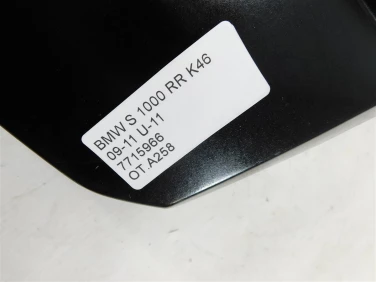 BMW S 1000 RR K46
09-11 U-11
7715966
OT.A258